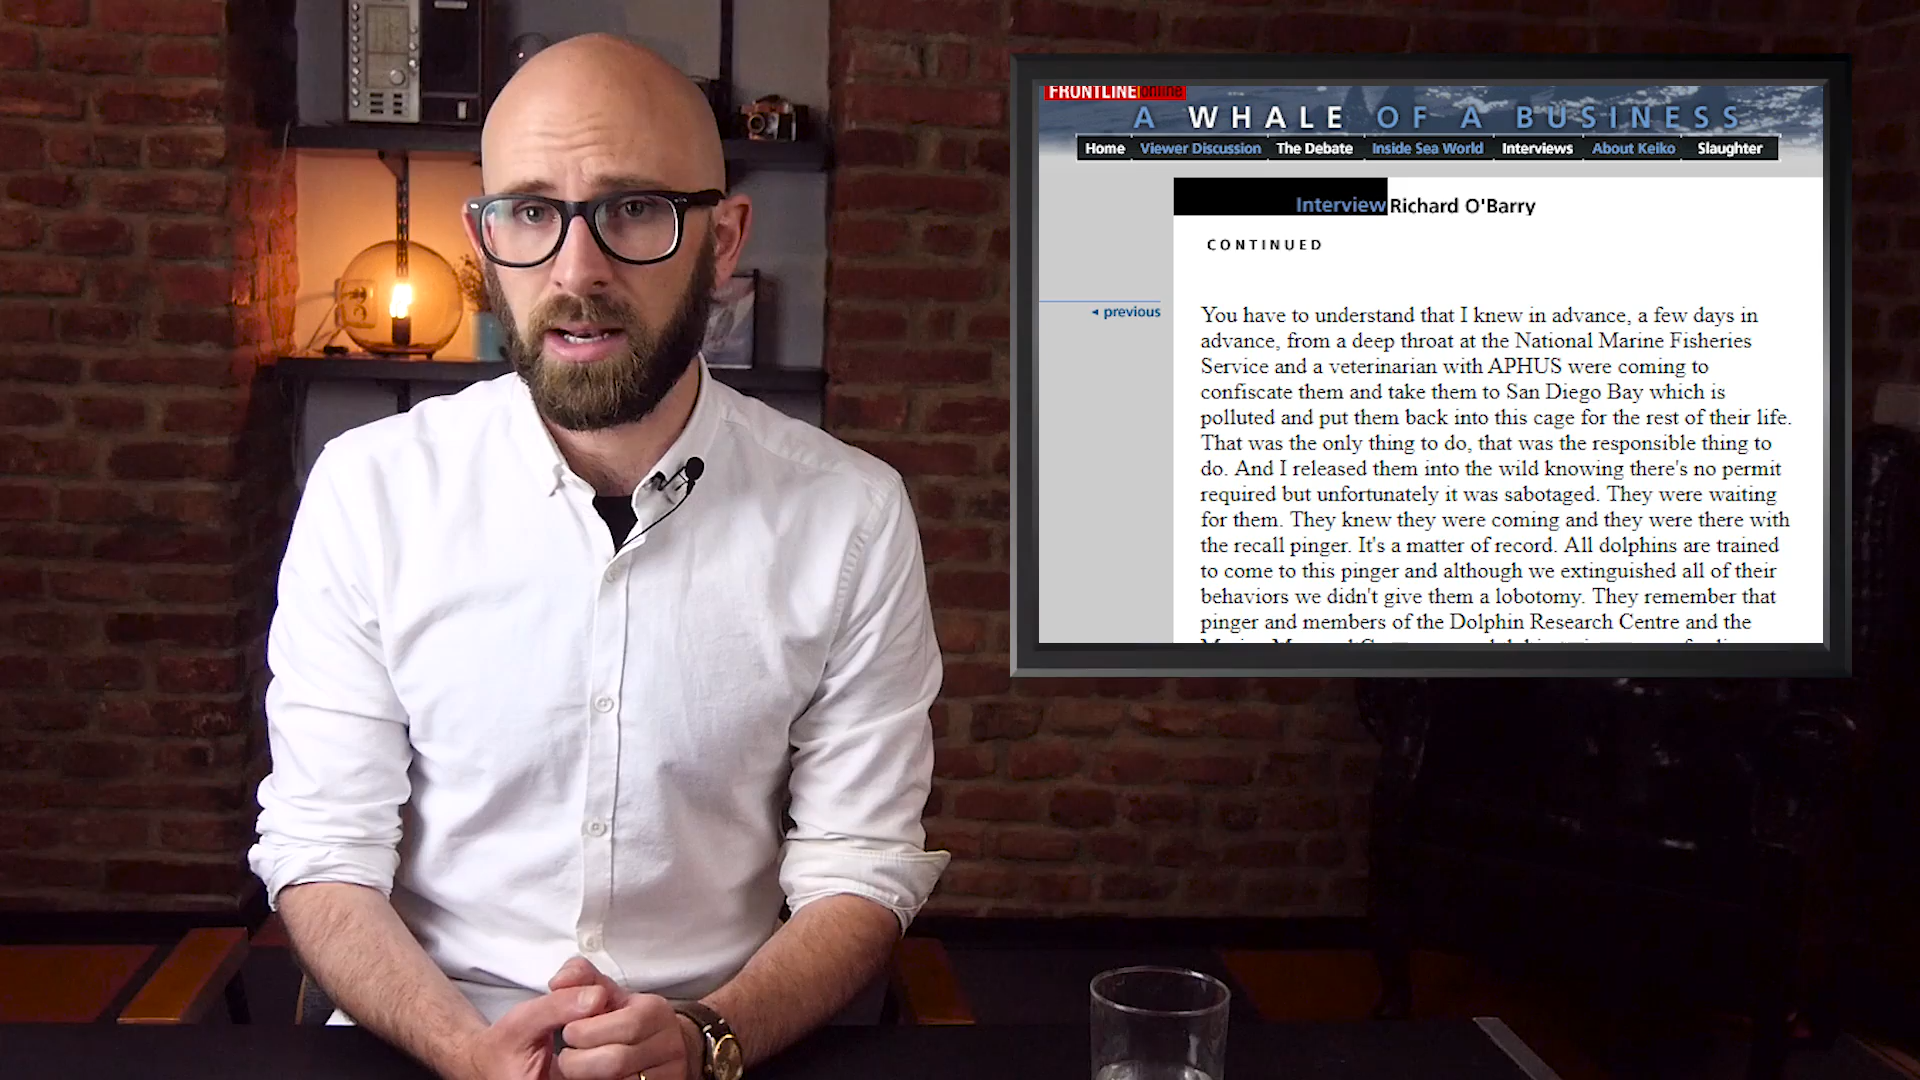 FRONTLINE online
A WHALE OF A BUSINESS
Home Viewer Discussion The Debate Inside Sea World Interviews About Keiko Slaughter
Interview Richard O'Barry
CONTINUED
◂ previous
You have to understand that I knew in advance, a few days in
advance, from a deep throat at the National Marine Fisheries
Service and a veterinarian with APHUS were coming to
confiscate them and take them to San Diego Bay which is
polluted and put them back into this cage for the rest of their life.
That was the only thing to do, that was the responsible thing to
do. And I released them into the wild knowing there's no permit
required but unfortunately it was sabotaged. They were waiting
for them. They knew they were coming and they were there with
the recall pinger. It's a matter of record. All dolphins are trained
to come to this pinger and although we extinguished all of their
behaviors we didn't give them a lobotomy. They remember that
pinger and members of the Dolphin Research Centre and the